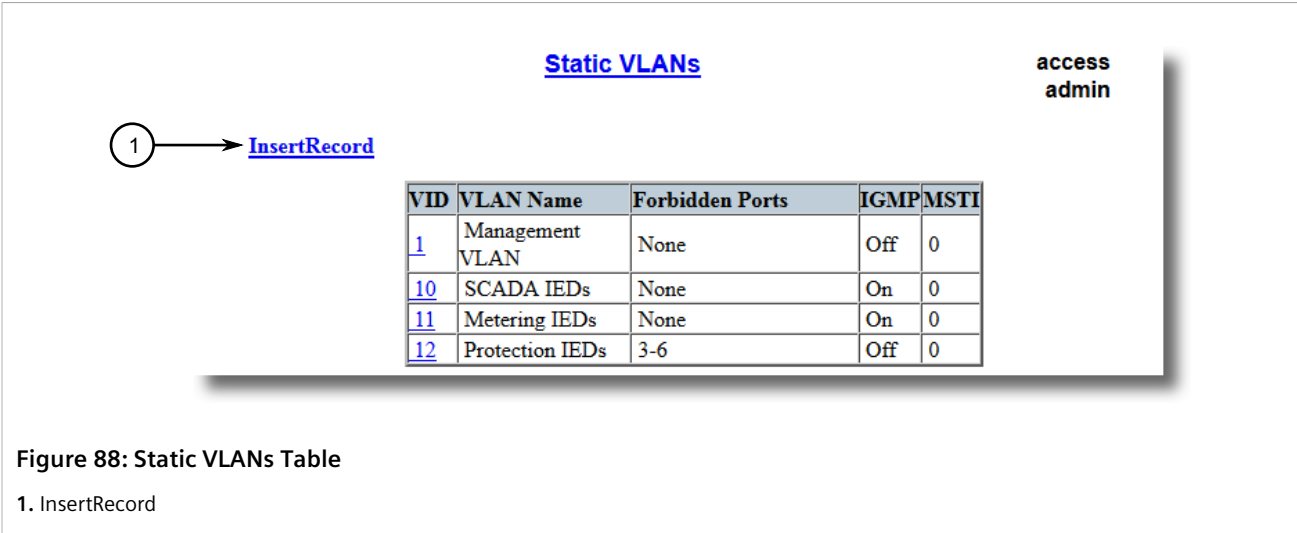 Static VLANs
access
admin
1
InsertRecord
VID VLAN Name Forbidden Ports IGMP MSTI
1 Management VLAN None Off 0
10 SCADA IEDs None On 0
11 Metering IEDs None On 0
12 Protection IEDs 3-6 Off 0
Figure 88: Static VLANs Table
1. InsertRecord